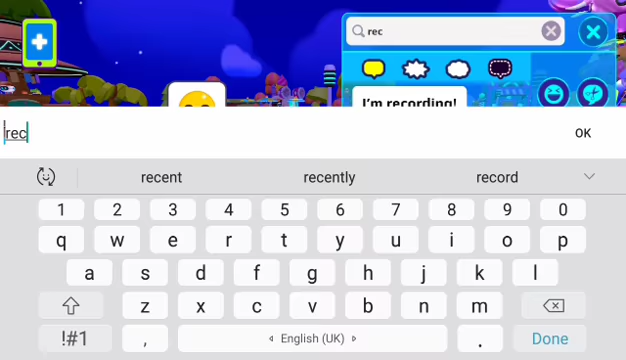 rec
I'm recording!
rec OK
recent recently record
1 2 3 4 5 6 7 8 9 0
q w e r t y u i o p
a s d f g h j k l
z x c v b n m
!#1 , English (UK) . Done